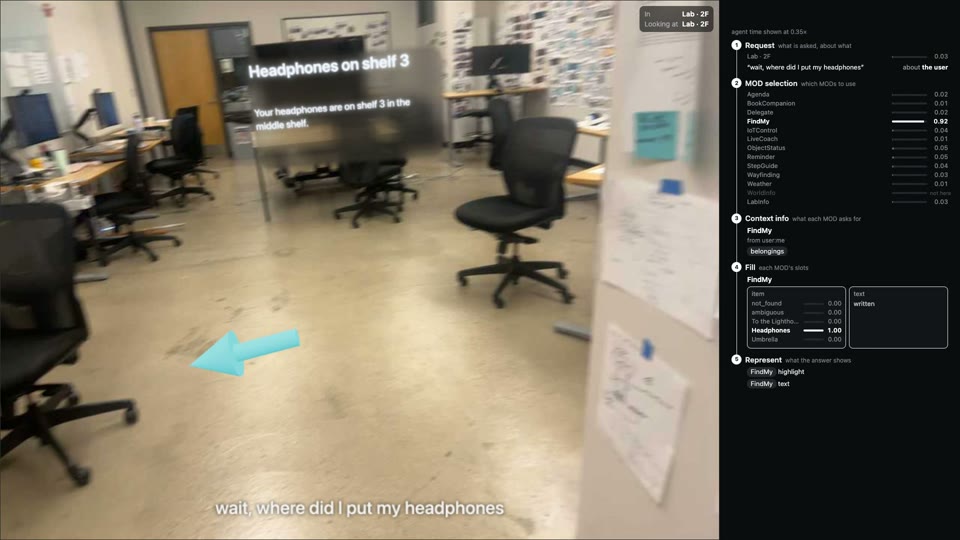 In Lab · 2F
Looking at Lab · 2F
Headphones on shelf 3
Your headphones are on shelf 3 in the
middle shelf.
wait, where did I put my headphones
agent time shown at 0.35×
1 Request what is asked, about what
Lab · 2F 0.03
"wait, where did I put my headphones" about the user
2 MOD selection which MODs to use
Agenda 0.02
BookCompanion 0.01
Delegate 0.02
FindMy 0.92
IoTControl 0.04
LiveCoach 0.01
ObjectStatus 0.05
Reminder 0.05
StepGuide 0.04
Wayfinding 0.03
Weather 0.01
WorldInfo not here
LabInfo 0.03
3 Context info what each MOD asks for
FindMy
from user:me
belongings
4 Fill each MOD's slots
FindMy
item
not_found 0.00
ambiguous 0.00
To the Lightho... 0.00
Headphones 1.00
Umbrella 0.00
text
written
5 Represent what the answer shows
FindMy highlight
FindMy text